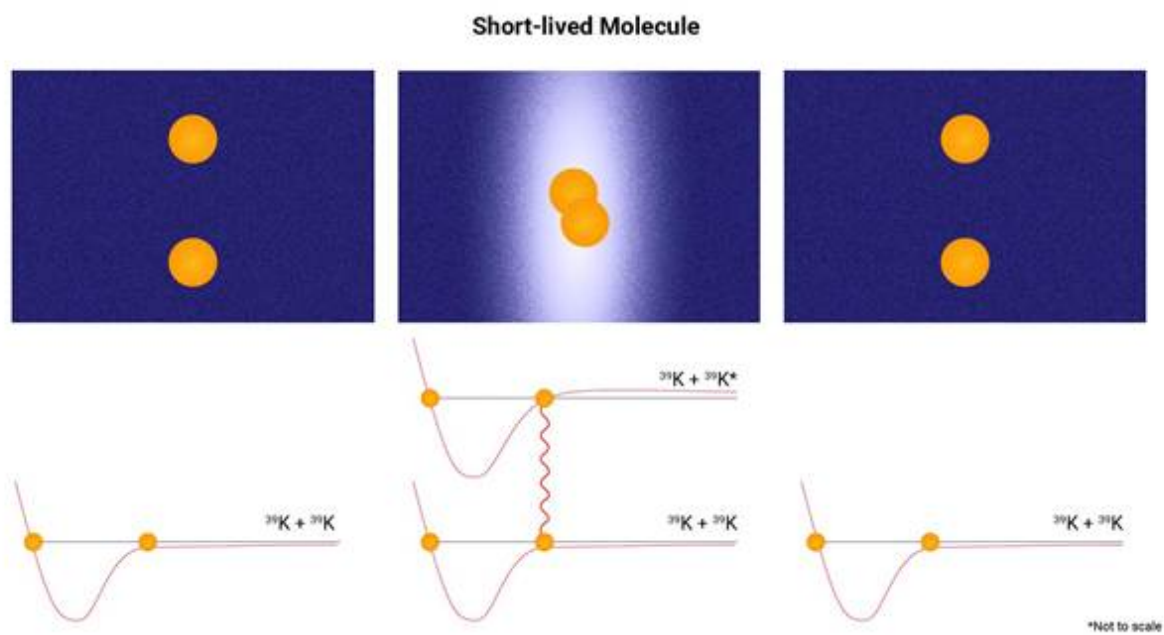 Short-lived Molecule
³⁹K + ³⁹K*
³⁹K + ³⁹K
³⁹K + ³⁹K
³⁹K + ³⁹K
*Not to scale